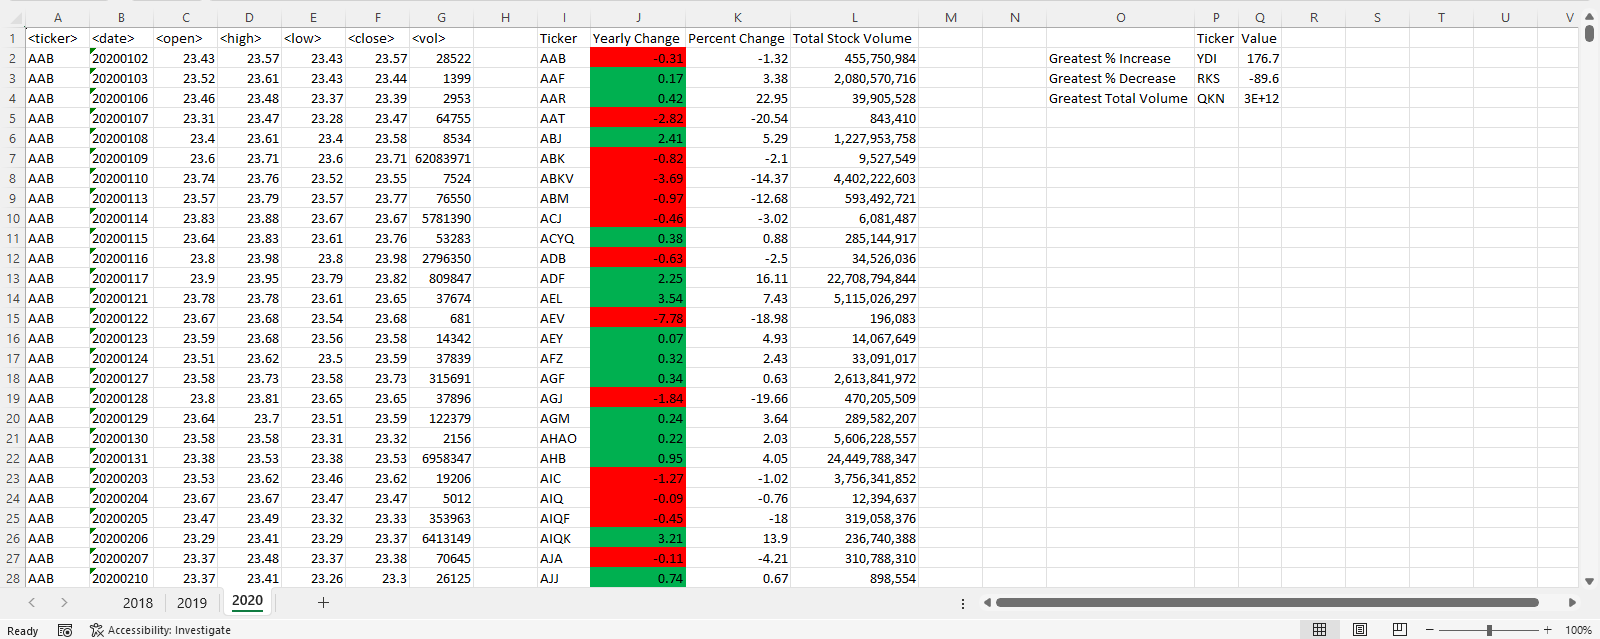 A B C D E F G H I J K L M N O P Q R S T U V
1 <ticker> <date> <open> <high> <low> <close> <vol> Ticker Yearly Change Percent Change Total Stock Volume Ticker Value
2 AAB 20200102 23.43 23.57 23.43 23.57 28522 AAB -0.31 -1.32 455,750,984 Greatest % Increase YDI 176.7
3 AAB 20200103 23.52 23.61 23.43 23.44 1399 AAF 0.17 3.38 2,080,570,716 Greatest % Decrease RKS -89.6
4 AAB 20200106 23.46 23.48 23.37 23.39 2953 AAR 0.42 22.95 39,905,528 Greatest Total Volume QKN 3E+12
5 AAB 20200107 23.31 23.47 23.28 23.47 64755 AAT -2.82 -20.54 843,410
6 AAB 20200108 23.4 23.61 23.4 23.58 8534 ABJ 2.41 5.29 1,227,953,758
7 AAB 20200109 23.6 23.71 23.6 23.71 62083971 ABK -0.82 -2.1 9,527,549
8 AAB 20200110 23.74 23.76 23.52 23.55 7524 ABKV -3.69 -14.37 4,402,222,603
9 AAB 20200113 23.57 23.79 23.57 23.77 76550 ABM -0.97 -12.68 593,492,721
10 AAB 20200114 23.83 23.88 23.67 23.67 5781390 ACJ -0.46 -3.02 6,081,487
11 AAB 20200115 23.64 23.83 23.61 23.76 53283 ACYQ 0.38 0.88 285,144,917
12 AAB 20200116 23.8 23.98 23.8 23.98 2796350 ADB -0.63 -2.5 34,526,036
13 AAB 20200117 23.9 23.95 23.79 23.82 809847 ADF 2.25 16.11 22,708,794,844
14 AAB 20200121 23.78 23.78 23.61 23.65 37674 AEL 3.54 7.43 5,115,026,297
15 AAB 20200122 23.67 23.68 23.54 23.68 681 AEV -7.78 -18.98 196,083
16 AAB 20200123 23.59 23.68 23.56 23.58 14342 AEY 0.07 4.93 14,067,649
17 AAB 20200124 23.51 23.62 23.5 23.59 37839 AFZ 0.32 2.43 33,091,017
18 AAB 20200127 23.58 23.73 23.58 23.73 315691 AGF 0.34 0.63 2,613,841,972
19 AAB 20200128 23.8 23.81 23.65 23.65 37896 AGJ -1.84 -19.66 470,205,509
20 AAB 20200129 23.64 23.7 23.51 23.59 122379 AGM 0.24 3.64 289,582,207
21 AAB 20200130 23.58 23.58 23.31 23.32 2156 AHAO 0.22 2.03 5,606,228,557
22 AAB 20200131 23.38 23.53 23.38 23.53 6958347 AHB 0.95 4.05 24,449,788,347
23 AAB 20200203 23.53 23.62 23.46 23.62 19206 AIC -1.27 -1.02 3,756,341,852
24 AAB 20200204 23.67 23.67 23.47 23.47 5012 AIQ -0.09 -0.76 12,394,637
25 AAB 20200205 23.47 23.49 23.32 23.33 353963 AIQF -0.45 -18 319,058,376
26 AAB 20200206 23.29 23.41 23.29 23.37 6413149 AIQK 3.21 13.9 236,740,388
27 AAB 20200207 23.37 23.48 23.37 23.38 70645 AJA -0.11 -4.21 310,788,310
28 AAB 20200210 23.37 23.41 23.26 23.3 26125 AJJ 0.74 0.67 898,554
2018 2019 2020 +
Ready Accessibility: Investigate 100%